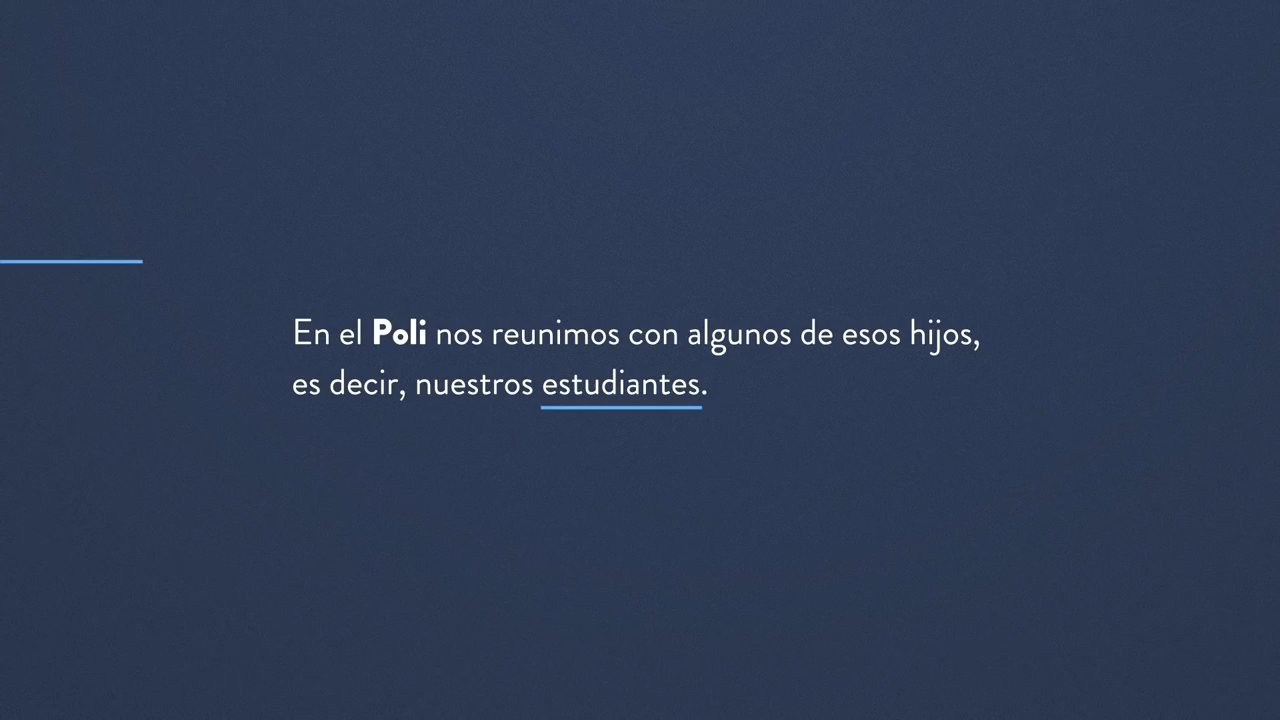 En el Poli nos reunimos con algunos de esos hijos,
es decir, nuestros estudiantes.